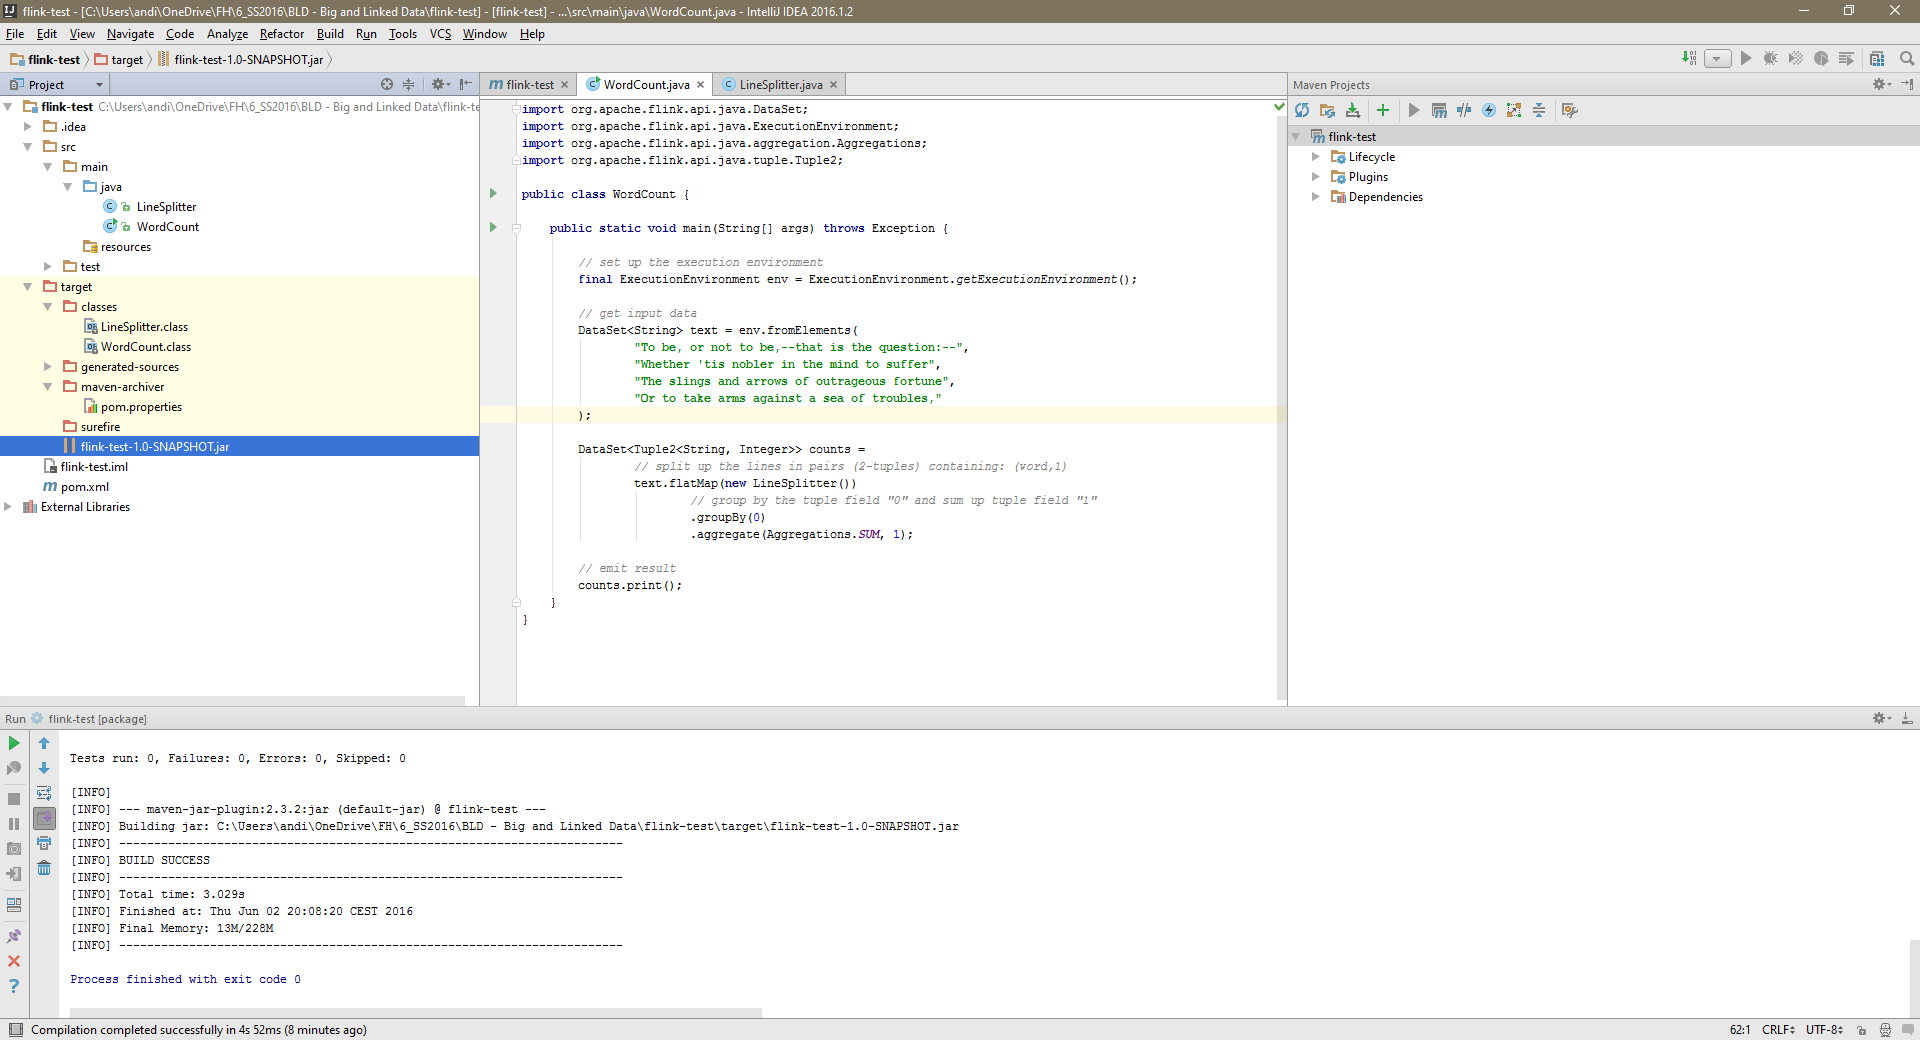 flink-test - [C:\Users\andi\OneDrive\FH\6_SS2016\BLD - Big and Linked Data\flink-test] - [flink-test] - ...\src\main\java\WordCount.java - IntelliJ IDEA 2016.1.2
File Edit View Navigate Code Analyze Refactor Build Run Tools VCS Window Help
flink-test target flink-test-1.0-SNAPSHOT.jar
Project
flink-test C:\Users\andi\OneDrive\FH\6_SS2016\BLD - Big and Linked Data\flink-te
.idea
src
main
java
LineSplitter
WordCount
resources
test
target
classes
LineSplitter.class
WordCount.class
generated-sources
maven-archiver
pom.properties
surefire
flink-test-1.0-SNAPSHOT.jar
flink-test.iml
pom.xml
External Libraries
flink-test WordCount.java LineSplitter.java
import org.apache.flink.api.java.DataSet;
import org.apache.flink.api.java.ExecutionEnvironment;
import org.apache.flink.api.java.aggregation.Aggregations;
import org.apache.flink.api.java.tuple.Tuple2;
public class WordCount {
public static void main(String[] args) throws Exception {
// set up the execution environment
final ExecutionEnvironment env = ExecutionEnvironment.getExecutionEnvironment();
// get input data
DataSet<String> text = env.fromElements(
"To be, or not to be,--that is the question:--",
"Whether 'tis nobler in the mind to suffer",
"The slings and arrows of outrageous fortune",
"Or to take arms against a sea of troubles,"
);
DataSet<Tuple2<String, Integer>> counts =
// split up the lines in pairs (2-tuples) containing: (word,1)
text.flatMap(new LineSplitter())
// group by the tuple field "0" and sum up tuple field "1"
.groupBy(0)
.aggregate(Aggregations.SUM, 1);
// emit result
counts.print();
}
}
Maven Projects
flink-test
Lifecycle
Plugins
Dependencies
Run flink-test [package]
Tests run: 0, Failures: 0, Errors: 0, Skipped: 0
[INFO]
[INFO] --- maven-jar-plugin:2.3.2:jar (default-jar) @ flink-test ---
[INFO] Building jar: C:\Users\andi\OneDrive\FH\6_SS2016\BLD - Big and Linked Data\flink-test\target\flink-test-1.0-SNAPSHOT.jar
[INFO] ------------------------------------------------------------------------
[INFO] BUILD SUCCESS
[INFO] ------------------------------------------------------------------------
[INFO] Total time: 3.029s
[INFO] Finished at: Thu Jun 02 20:08:20 CEST 2016
[INFO] Final Memory: 13M/228M
[INFO] ------------------------------------------------------------------------
Process finished with exit code 0
Compilation completed successfully in 4s 52ms (8 minutes ago)
62:1 CRLF UTF-8